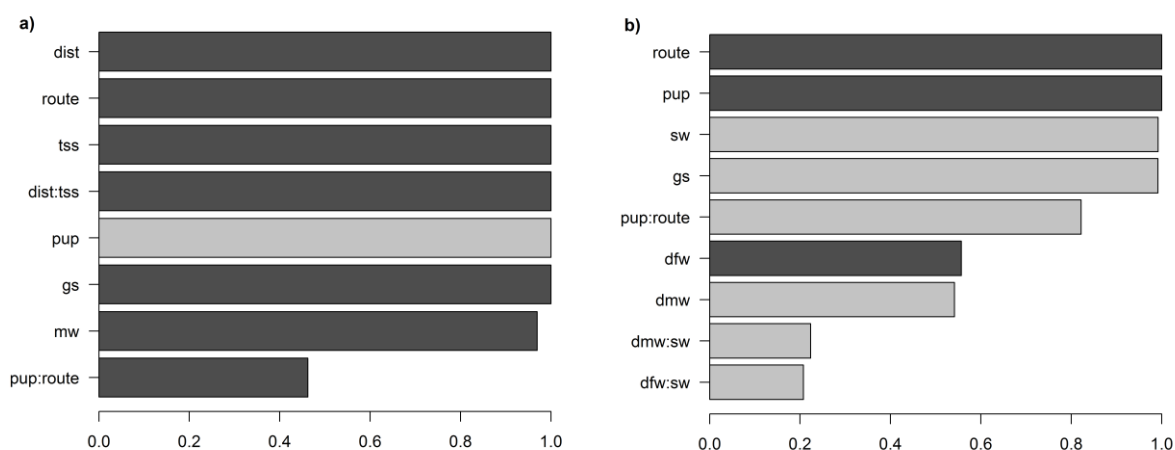 a)
dist
route
tss
dist:tss
pup
gs
mw
pup:route
0.0 0.2 0.4 0.6 0.8 1.0
b)
route
pup
sw
gs
pup:route
dfw
dmw
dmw:sw
dfw:sw
0.0 0.2 0.4 0.6 0.8 1.0